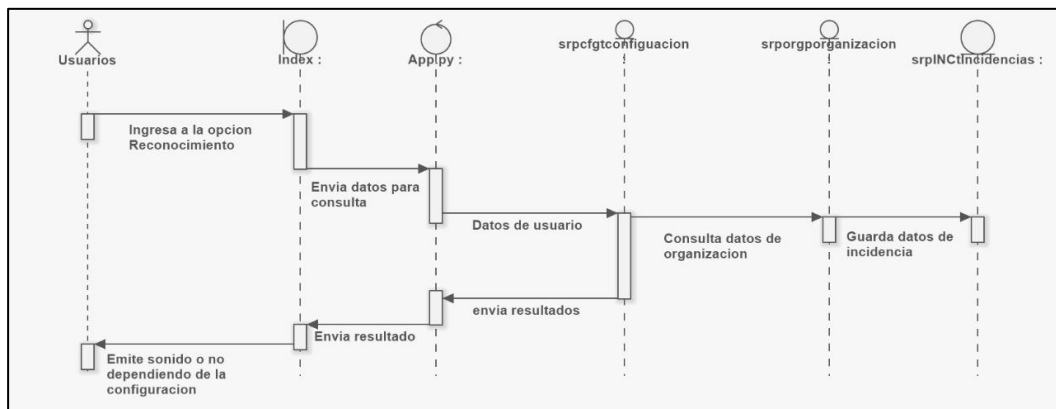 Usuarios
Index :
App|py :
srpcfgtconfiguacion
:
srporgporganizacion
:
srpINCtIncidencias :
Ingresa a la opcion
Reconocimiento
Envia datos para
consulta
Datos de usuario
Consulta datos de
organizacion
Guarda datos de
incidencia
envia resultados
Envia resultado
Emite sonido o no
dependiendo de la
configuracion